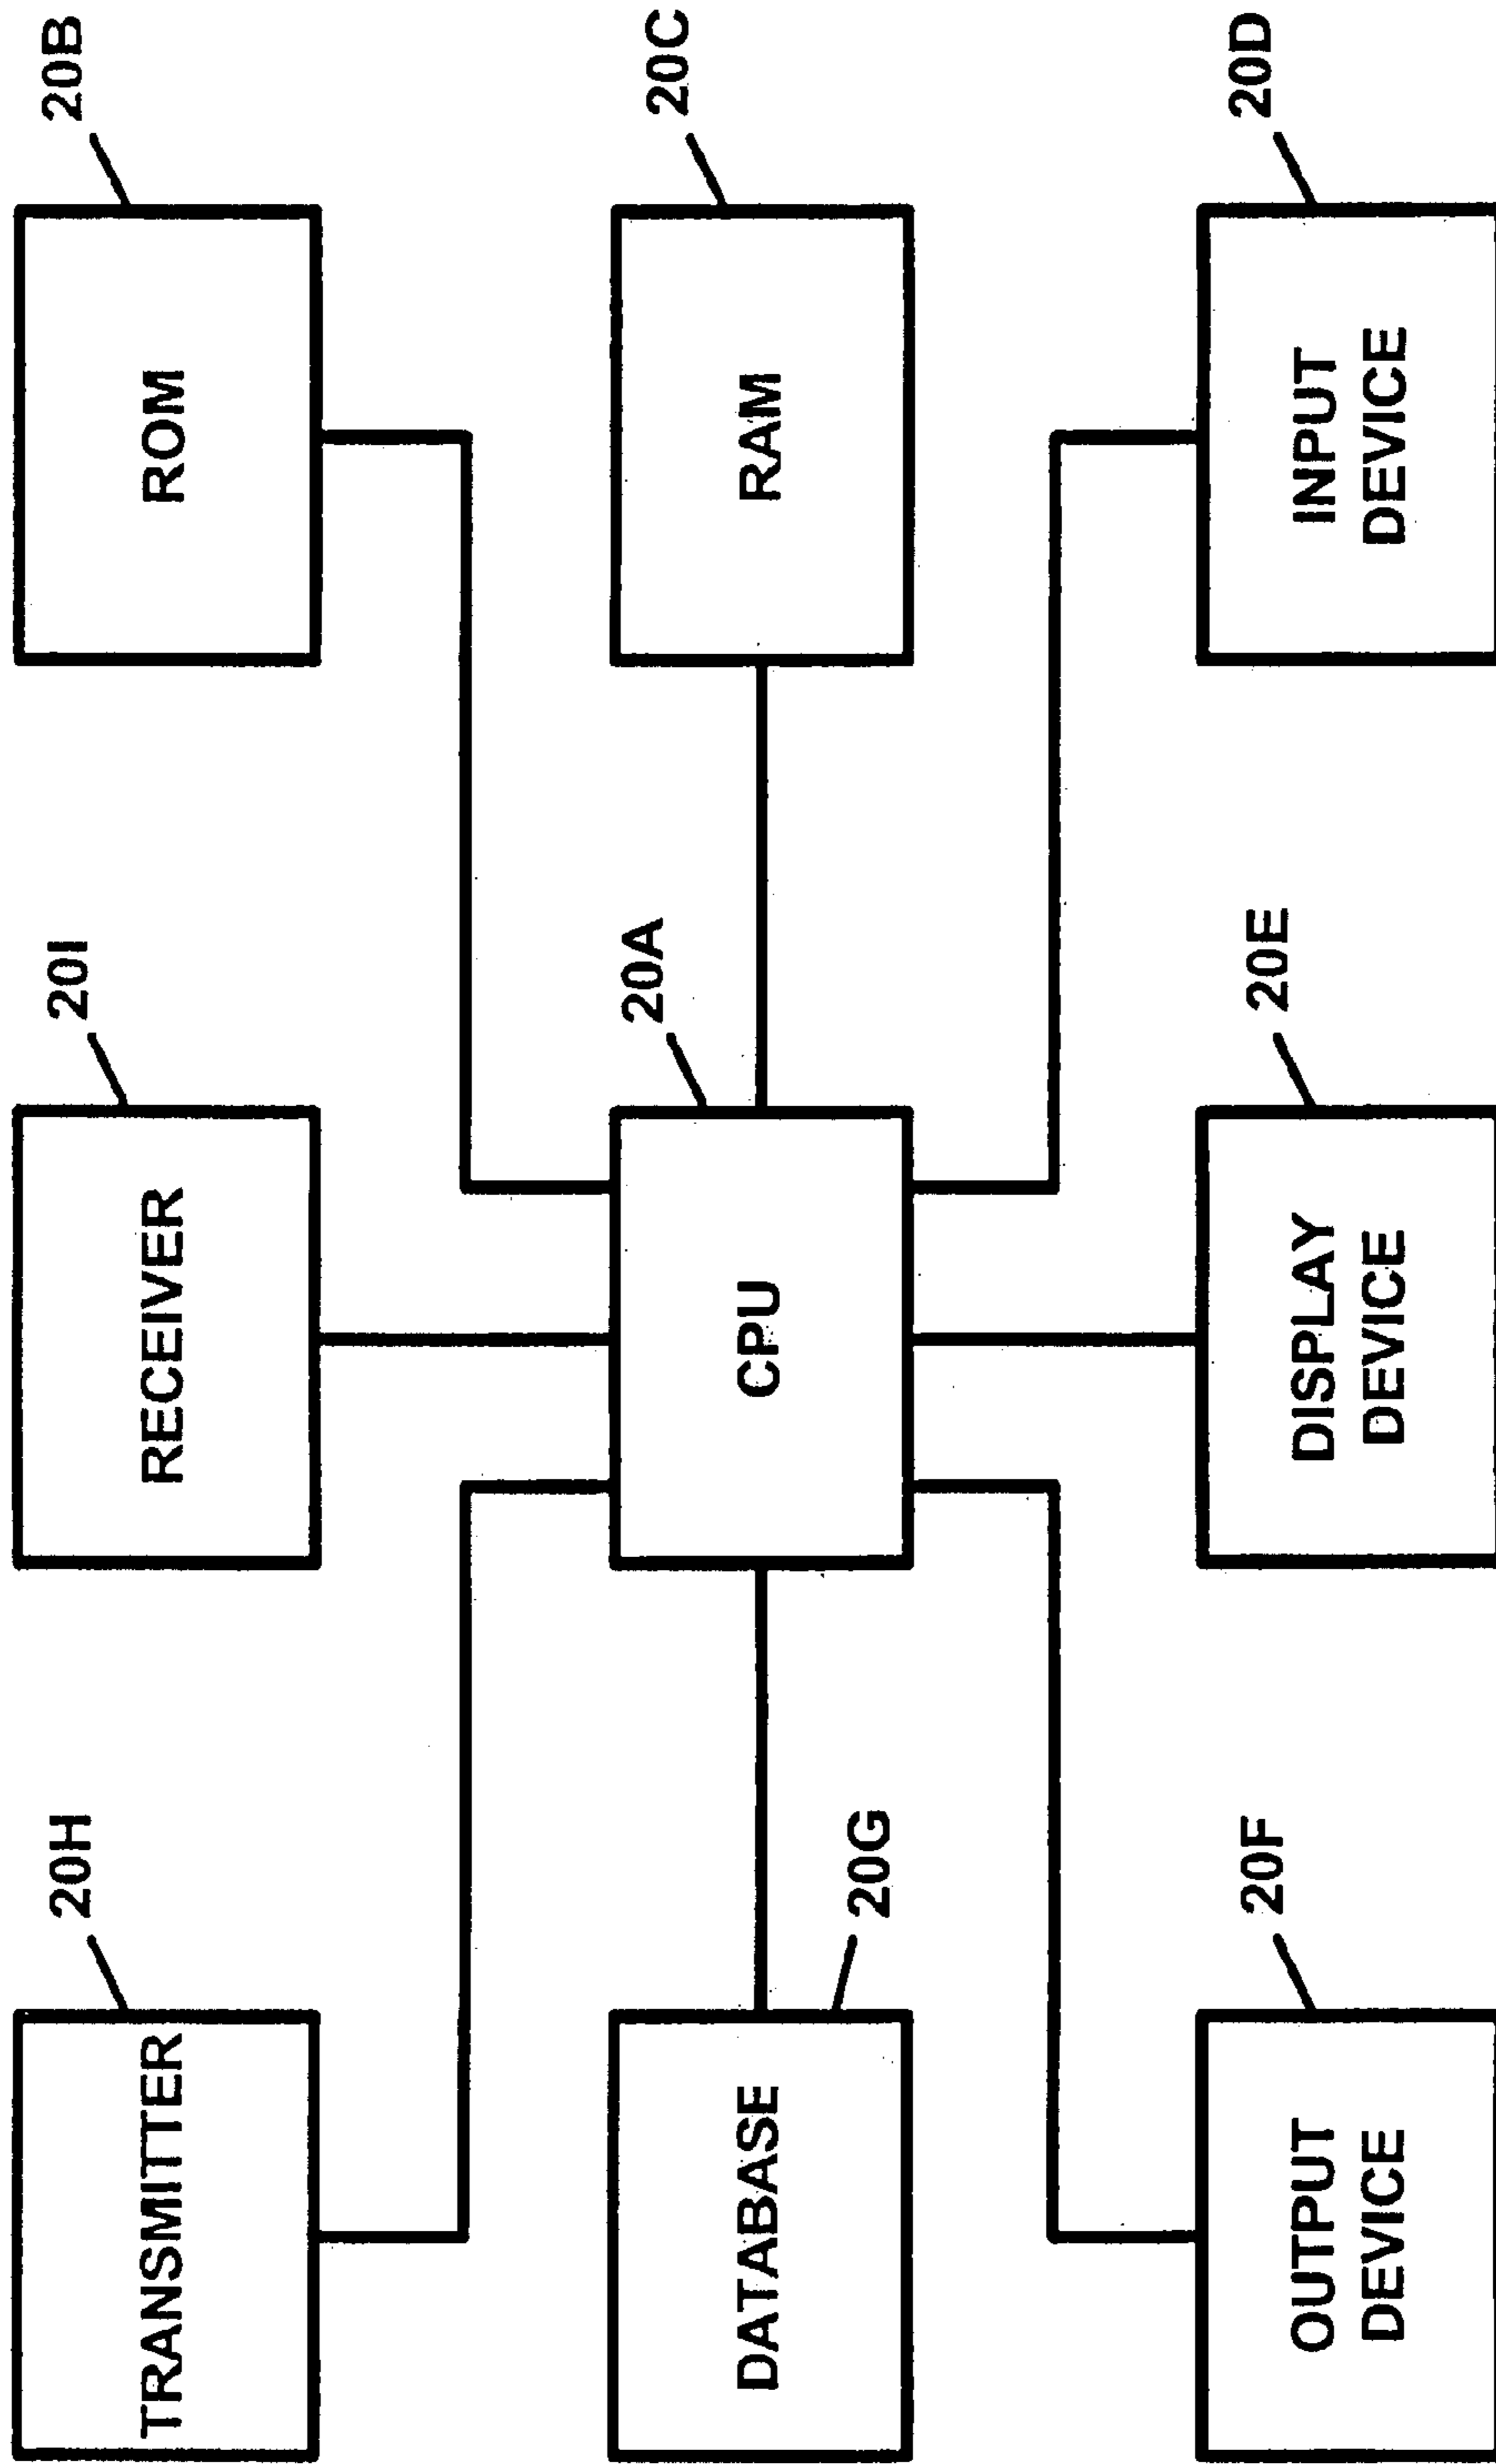 20H
TRANSMITTER
20I
RECEIVER
20B
ROM
DATABASE
20G
20A
CPU
20C
RAM
20F
OUTPUT
DEVICE
20E
DISPLAY
DEVICE
20D
INPUT
DEVICE